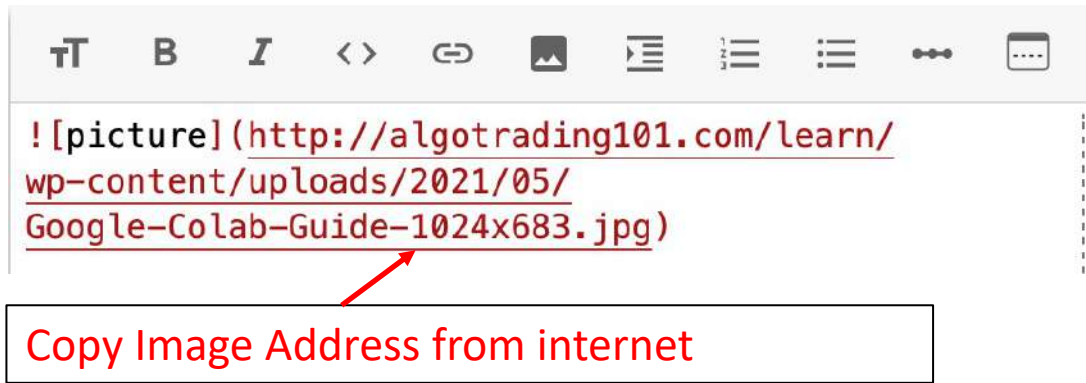 TT B I <>
![picture](http://algotrading101.com/learn/
wp-content/uploads/2021/05/
Google-Colab-Guide-1024x683.jpg)
Copy Image Address from internet